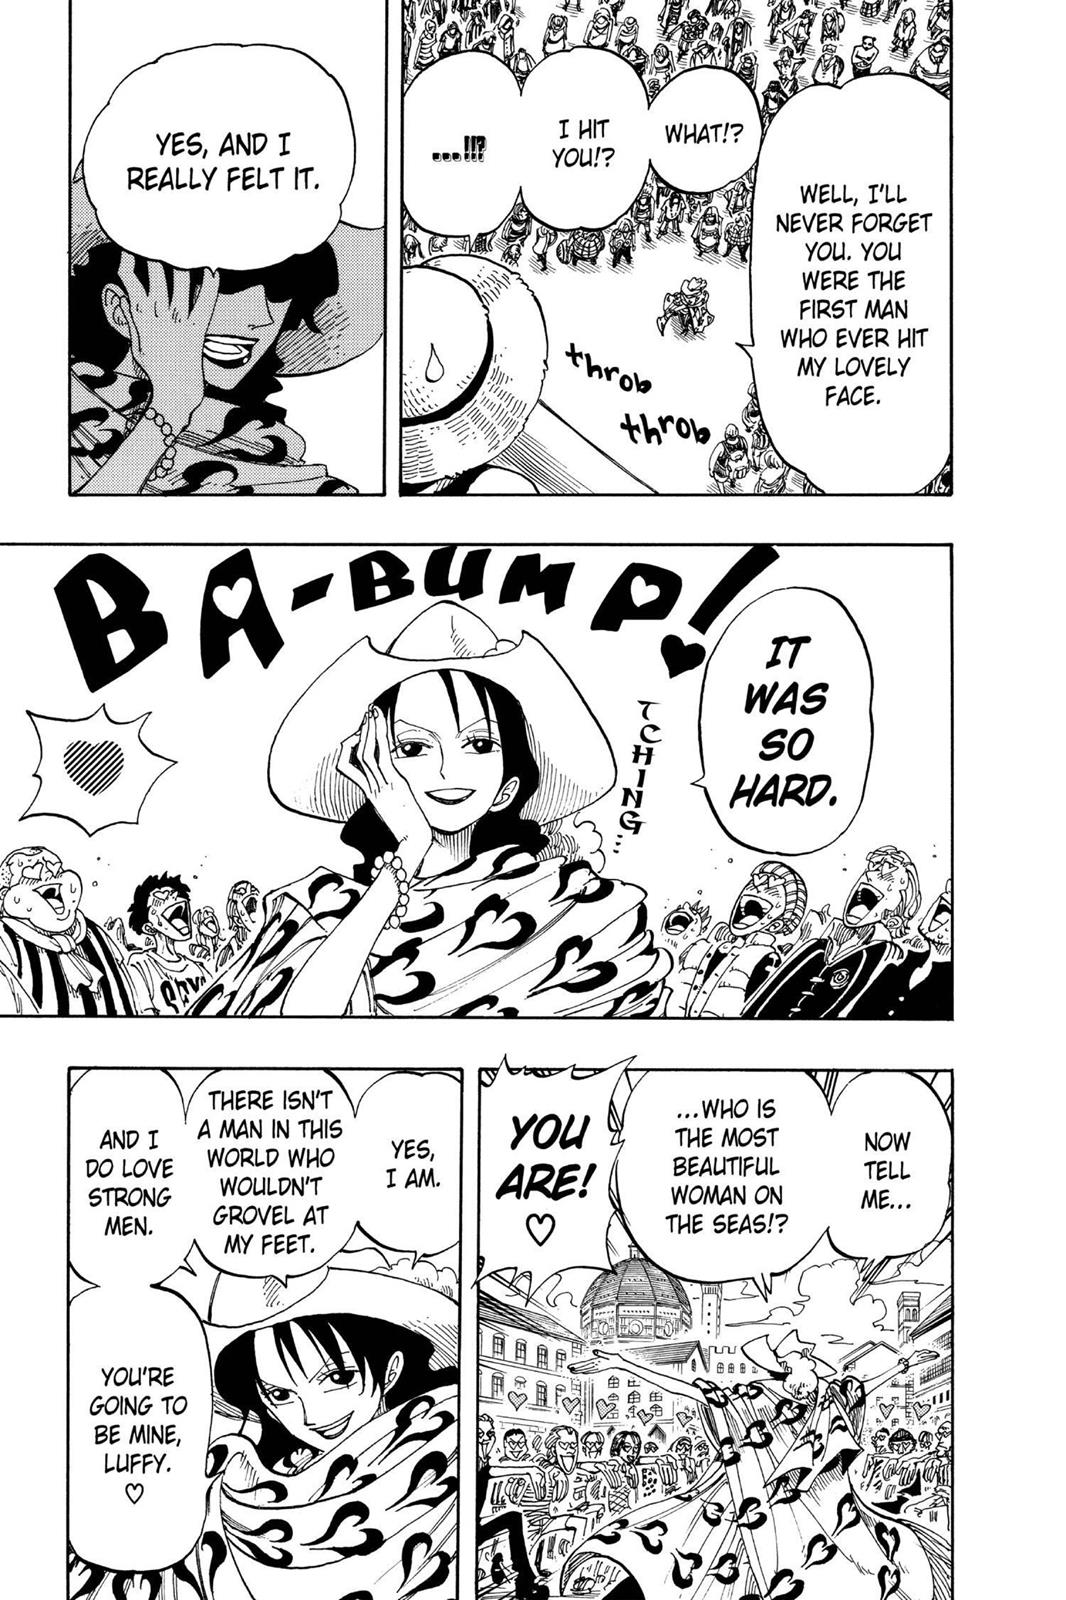 WELL, I'LL
NEVER FORGET
YOU. YOU
WERE THE
FIRST MAN
WHO EVER HIT
MY LOVELY
FACE.
WHAT!?
I HIT
YOU!?
...!!?
throb
throb
YES, AND I
REALLY FELT IT.
BA-BUMP!
IT
WAS
SO
HARD.
TCHING...
NOW
TELL
ME...
...WHO IS
THE MOST
BEAUTIFUL
WOMAN ON
THE SEAS!?
YOU
ARE!
♡
YES,
I AM.
THERE ISN'T
A MAN IN THIS
WORLD WHO
WOULDN'T
GROVEL AT
MY FEET.
AND I
DO LOVE
STRONG
MEN.
YOU'RE
GOING TO
BE MINE,
LUFFY.
♡